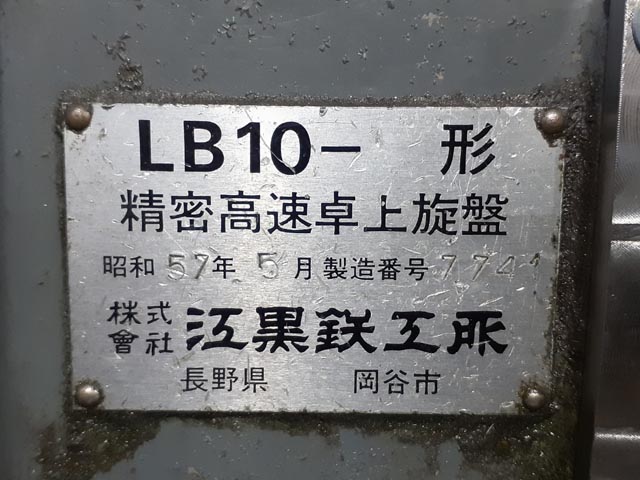 LB10- 形
精密高速卓上旋盤
昭和 57年 5月製造番号 7741
株式會社 江黒鉄工所
長野県 岡谷市